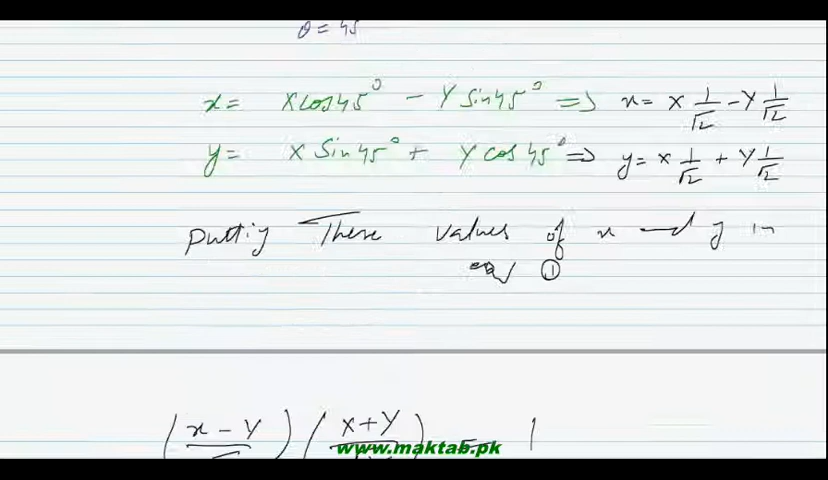 θ = 45
x = X cos 45° − Y Sin 45° ⇒ x = X 1/√2 − Y 1/√2
y = X Sin 45° + Y cos 45° ⇒ y = X 1/√2 + Y 1/√2
Puttig These values of x and y in
eq ①
(x − Y) (X + Y) = 1
www.maktab.pk